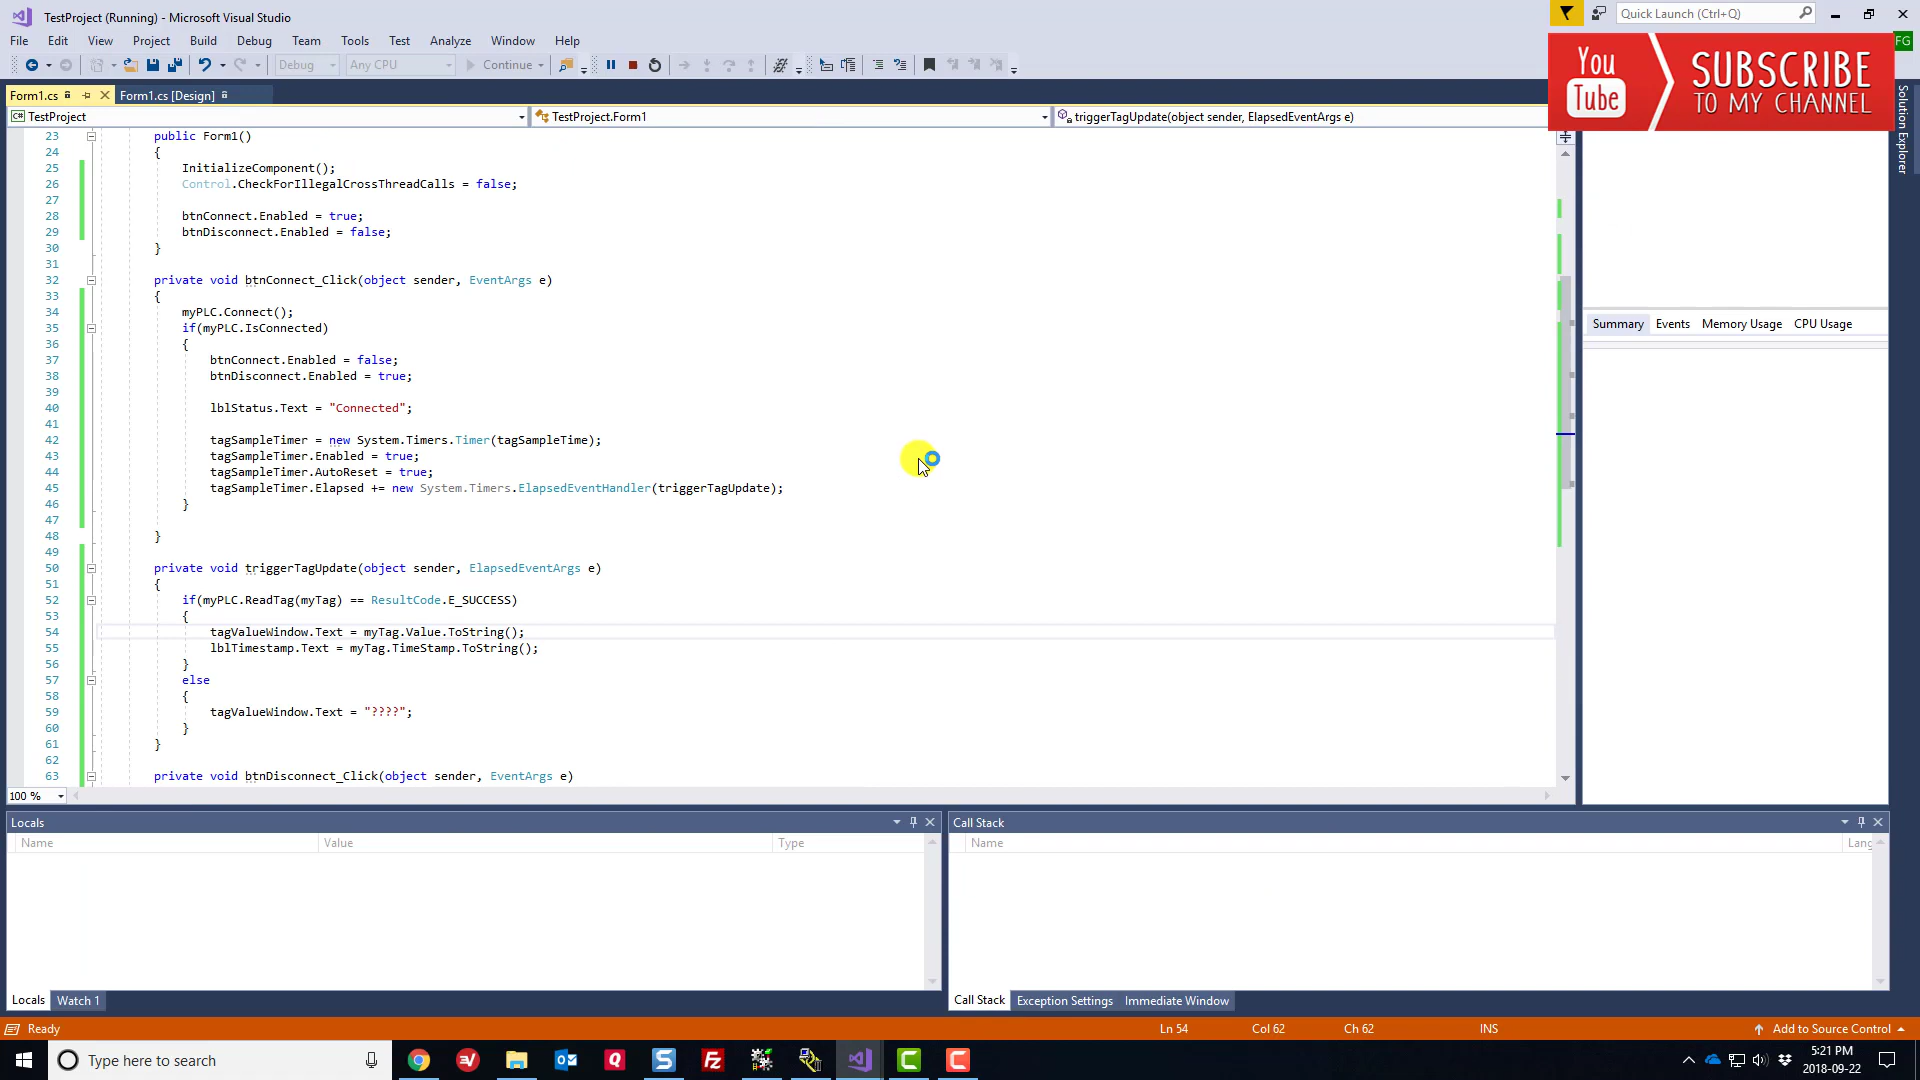 TestProject (Running) - Microsoft Visual Studio
Quick Launch (Ctrl+Q)
File Edit View Project Build Debug Team Tools Test Analyze Window Help
FG
Debug Any CPU Continue
You Tube SUBSCRIBE TO MY CHANNEL
Form1.cs Form1.cs [Design]
Solution Explorer
TestProject TestProject.Form1 triggerTagUpdate(object sender, ElapsedEventArgs e)
23 public Form1()
24 {
25 InitializeComponent();
26 Control.CheckForIllegalCrossThreadCalls = false;
27
28 btnConnect.Enabled = true;
29 btnDisconnect.Enabled = false;
30 }
31
32 private void btnConnect_Click(object sender, EventArgs e)
33 {
34 myPLC.Connect();
35 if(myPLC.IsConnected)
36 {
37 btnConnect.Enabled = false;
38 btnDisconnect.Enabled = true;
39
40 lblStatus.Text = "Connected";
41
42 tagSampleTimer = new System.Timers.Timer(tagSampleTime);
43 tagSampleTimer.Enabled = true;
44 tagSampleTimer.AutoReset = true;
45 tagSampleTimer.Elapsed += new System.Timers.ElapsedEventHandler(triggerTagUpdate);
46 }
47
48 }
49
50 private void triggerTagUpdate(object sender, ElapsedEventArgs e)
51 {
52 if(myPLC.ReadTag(myTag) == ResultCode.E_SUCCESS)
53 {
54 tagValueWindow.Text = myTag.Value.ToString();
55 lblTimestamp.Text = myTag.TimeStamp.ToString();
56 }
57 else
58 {
59 tagValueWindow.Text = "????";
60 }
61 }
62
63 private void btnDisconnect_Click(object sender, EventArgs e)
Summary Events Memory Usage CPU Usage
100 %
Locals
Name Value Type
Call Stack
Name Lang
Locals Watch 1
Call Stack Exception Settings Immediate Window
Ready Ln 54 Col 62 Ch 62 INS Add to Source Control
Type here to search
5:21 PM
2018-09-22